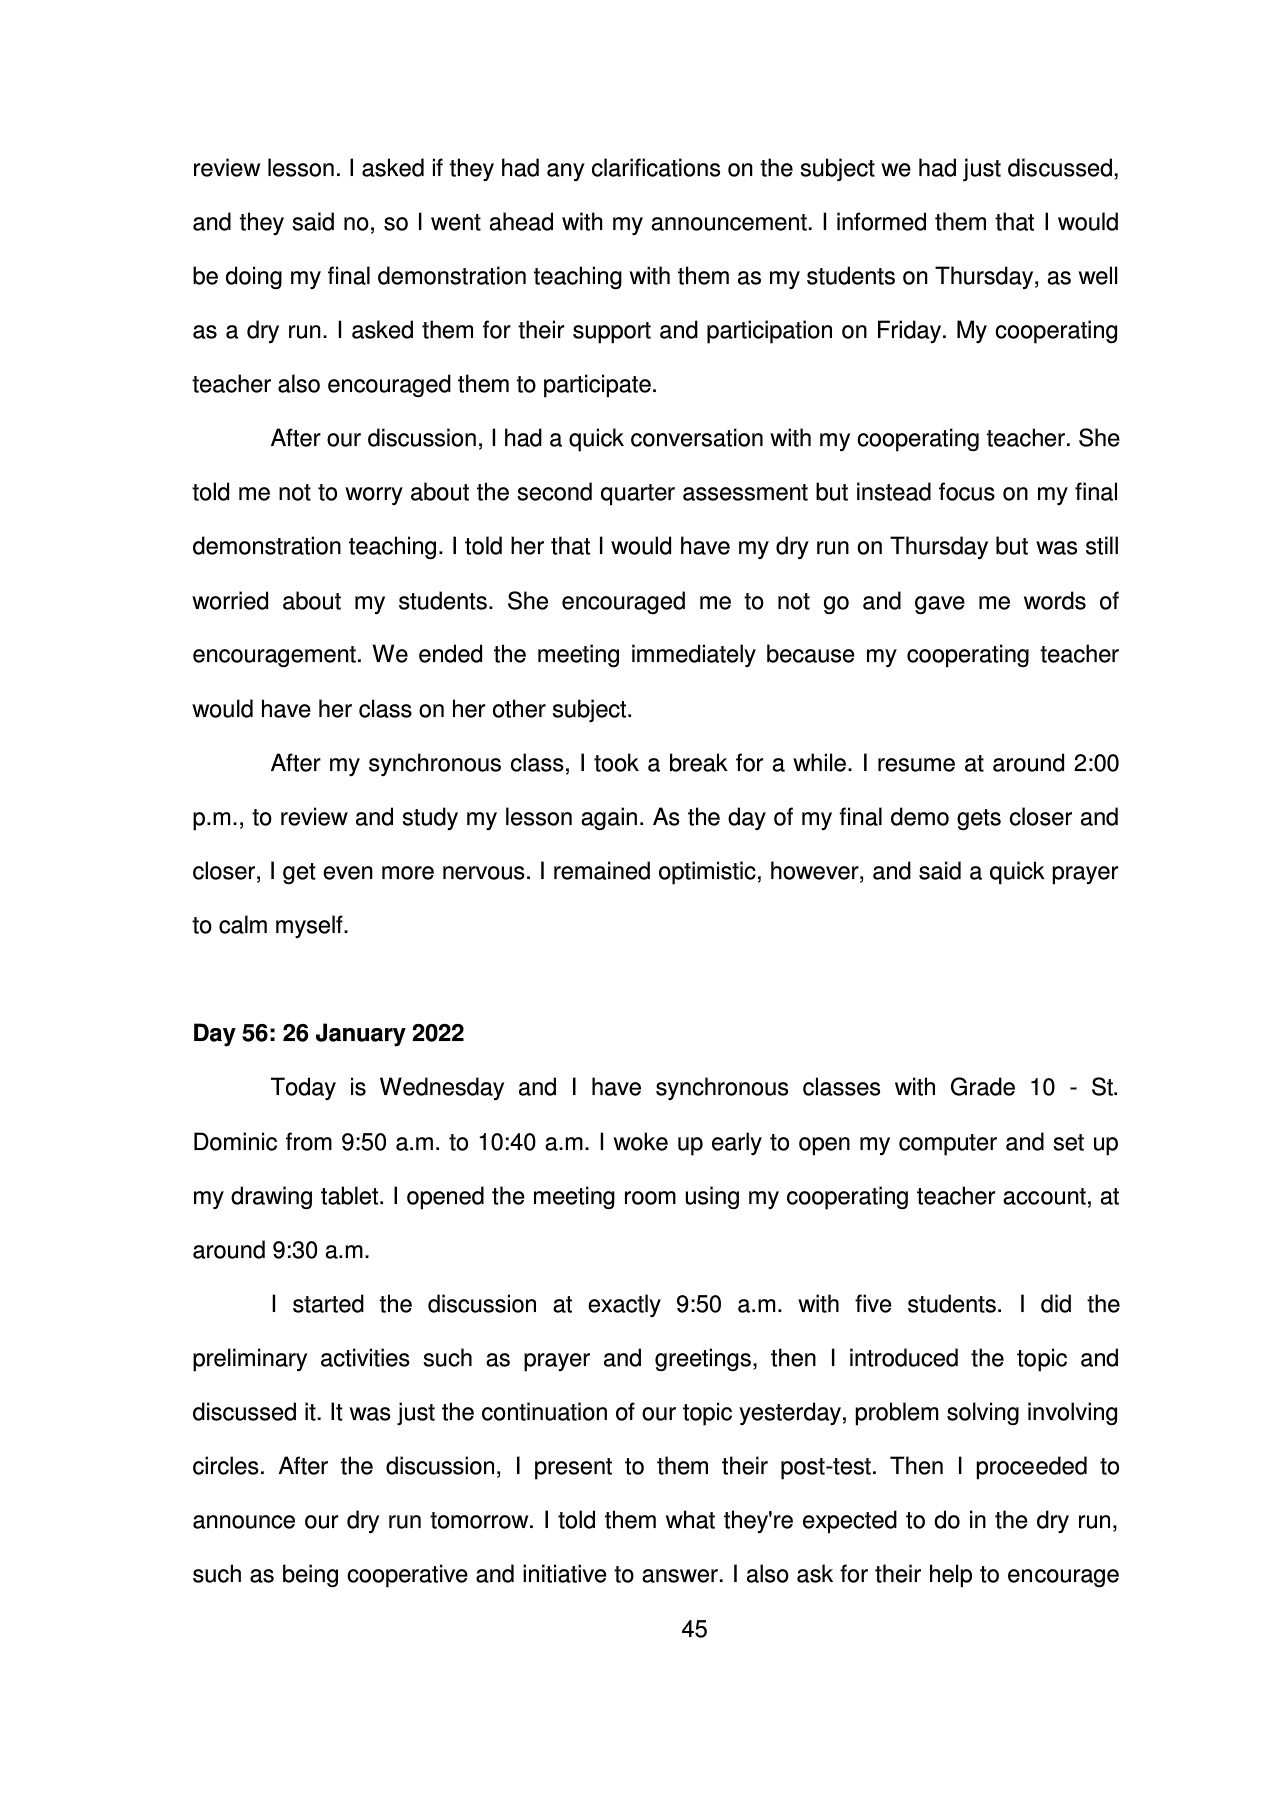 review lesson. I asked if they had any clarifications on the subject we had just discussed,
and they said no, so I went ahead with my announcement. I informed them that I would
be doing my final demonstration teaching with them as my students on Thursday, as well
as a dry run. I asked them for their support and participation on Friday. My cooperating
teacher also encouraged them to participate.
After our discussion, I had a quick conversation with my cooperating teacher. She
told me not to worry about the second quarter assessment but instead focus on my final
demonstration teaching. I told her that I would have my dry run on Thursday but was still
worried about my students. She encouraged me to not go and gave me words of
encouragement. We ended the meeting immediately because my cooperating teacher
would have her class on her other subject.
After my synchronous class, I took a break for a while. I resume at around 2:00
p.m., to review and study my lesson again. As the day of my final demo gets closer and
closer, I get even more nervous. I remained optimistic, however, and said a quick prayer
to calm myself.
Day 56: 26 January 2022
Today is Wednesday and I have synchronous classes with Grade 10 - St.
Dominic from 9:50 a.m. to 10:40 a.m. I woke up early to open my computer and set up
my drawing tablet. I opened the meeting room using my cooperating teacher account, at
around 9:30 a.m.
I started the discussion at exactly 9:50 a.m. with five students. I did the
preliminary activities such as prayer and greetings, then I introduced the topic and
discussed it. It was just the continuation of our topic yesterday, problem solving involving
circles. After the discussion, I present to them their post-test. Then I proceeded to
announce our dry run tomorrow. I told them what they're expected to do in the dry run,
such as being cooperative and initiative to answer. I also ask for their help to encourage
45